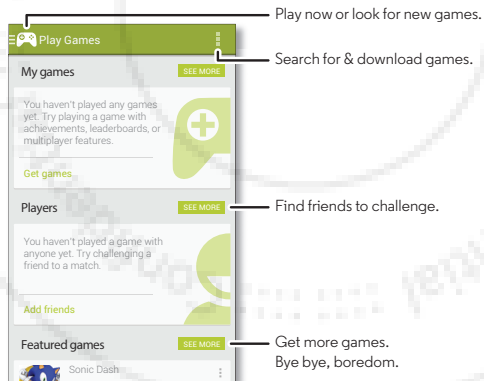 Play now or look for new games.
Play Games
Search for & download games.
My games
SEE MORE
You haven't played any games
yet. Try playing a game with
achievements, leaderboards, or
multiplayer features.
Get games
Players
SEE MORE
Find friends to challenge.
You haven't played a game with
anyone yet. Try challenging a
friend to a match.
Add friends
Featured games
SEE MORE
Get more games.
Bye bye, boredom.
Sonic Dash